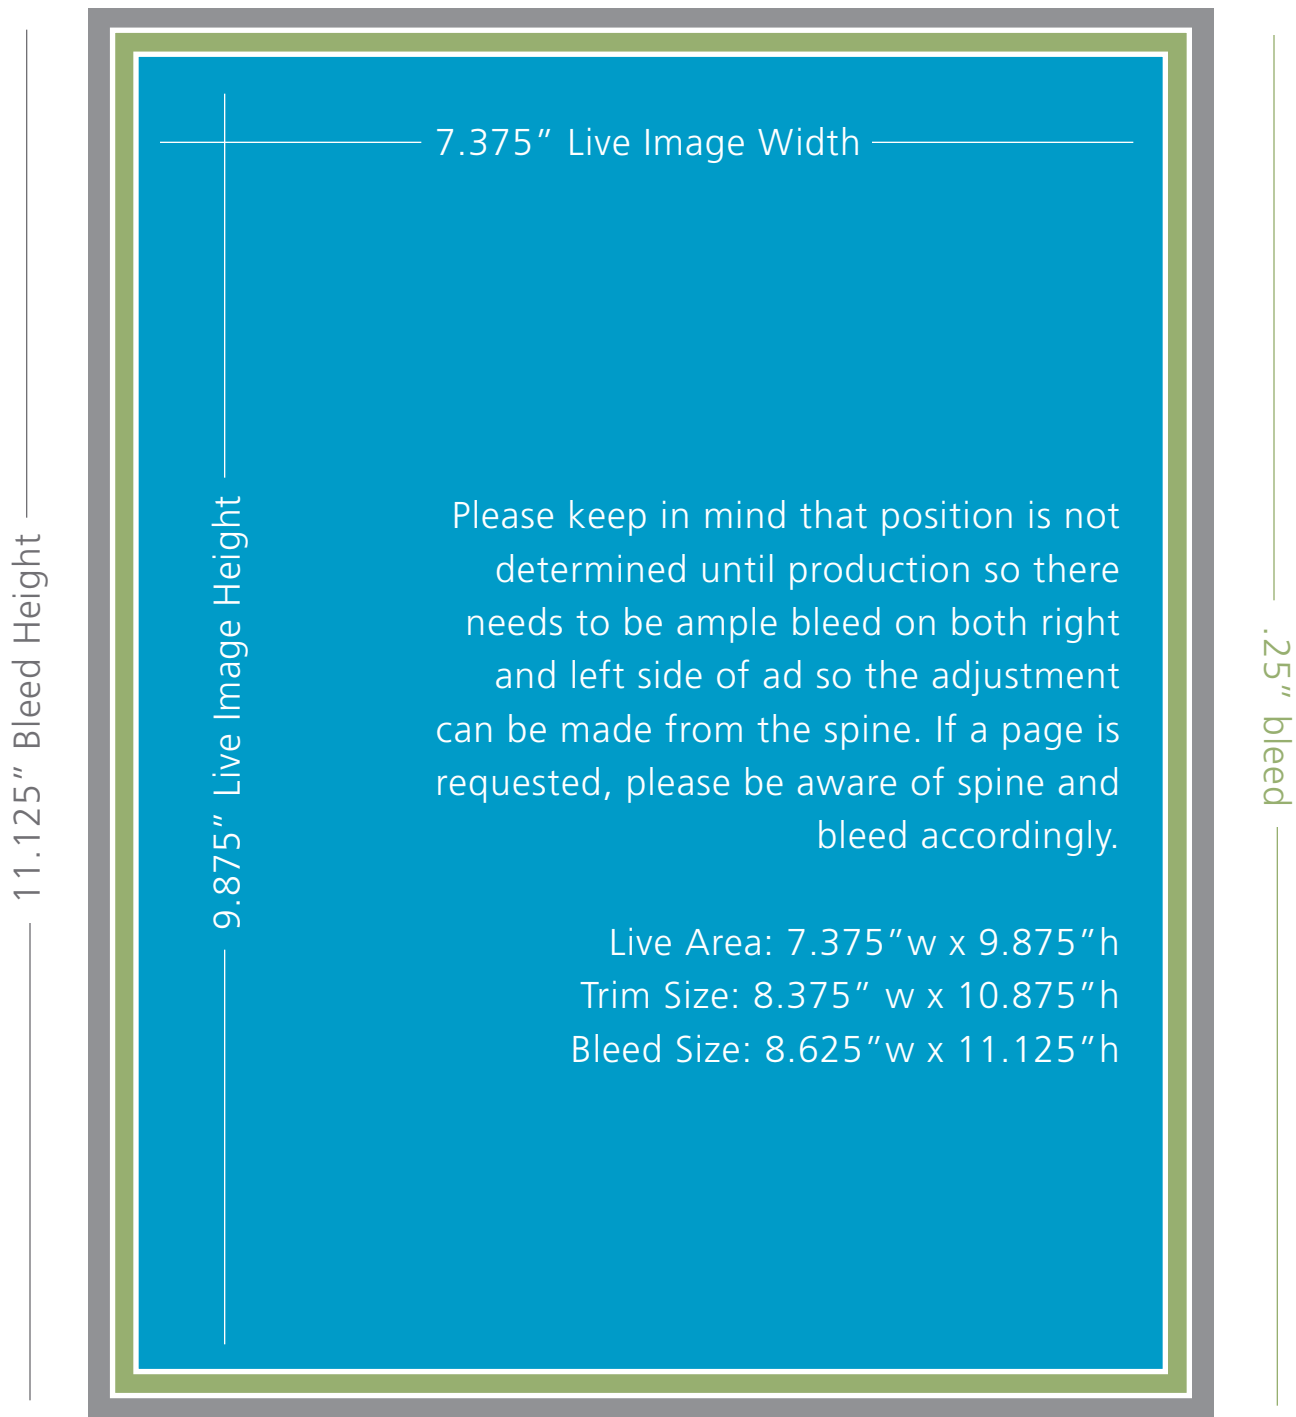 7.375” Live Image Width
11.125” Bleed Height
9.875” Live Image Height
Please keep in mind that position is not
determined until production so there
needs to be ample bleed on both right
and left side of ad so the adjustment
can be made from the spine. If a page is
requested, please be aware of spine and
bleed accordingly.
Live Area: 7.375”w x 9.875”h
Trim Size: 8.375” w x 10.875”h
Bleed Size: 8.625”w x 11.125”h
.25” bleed